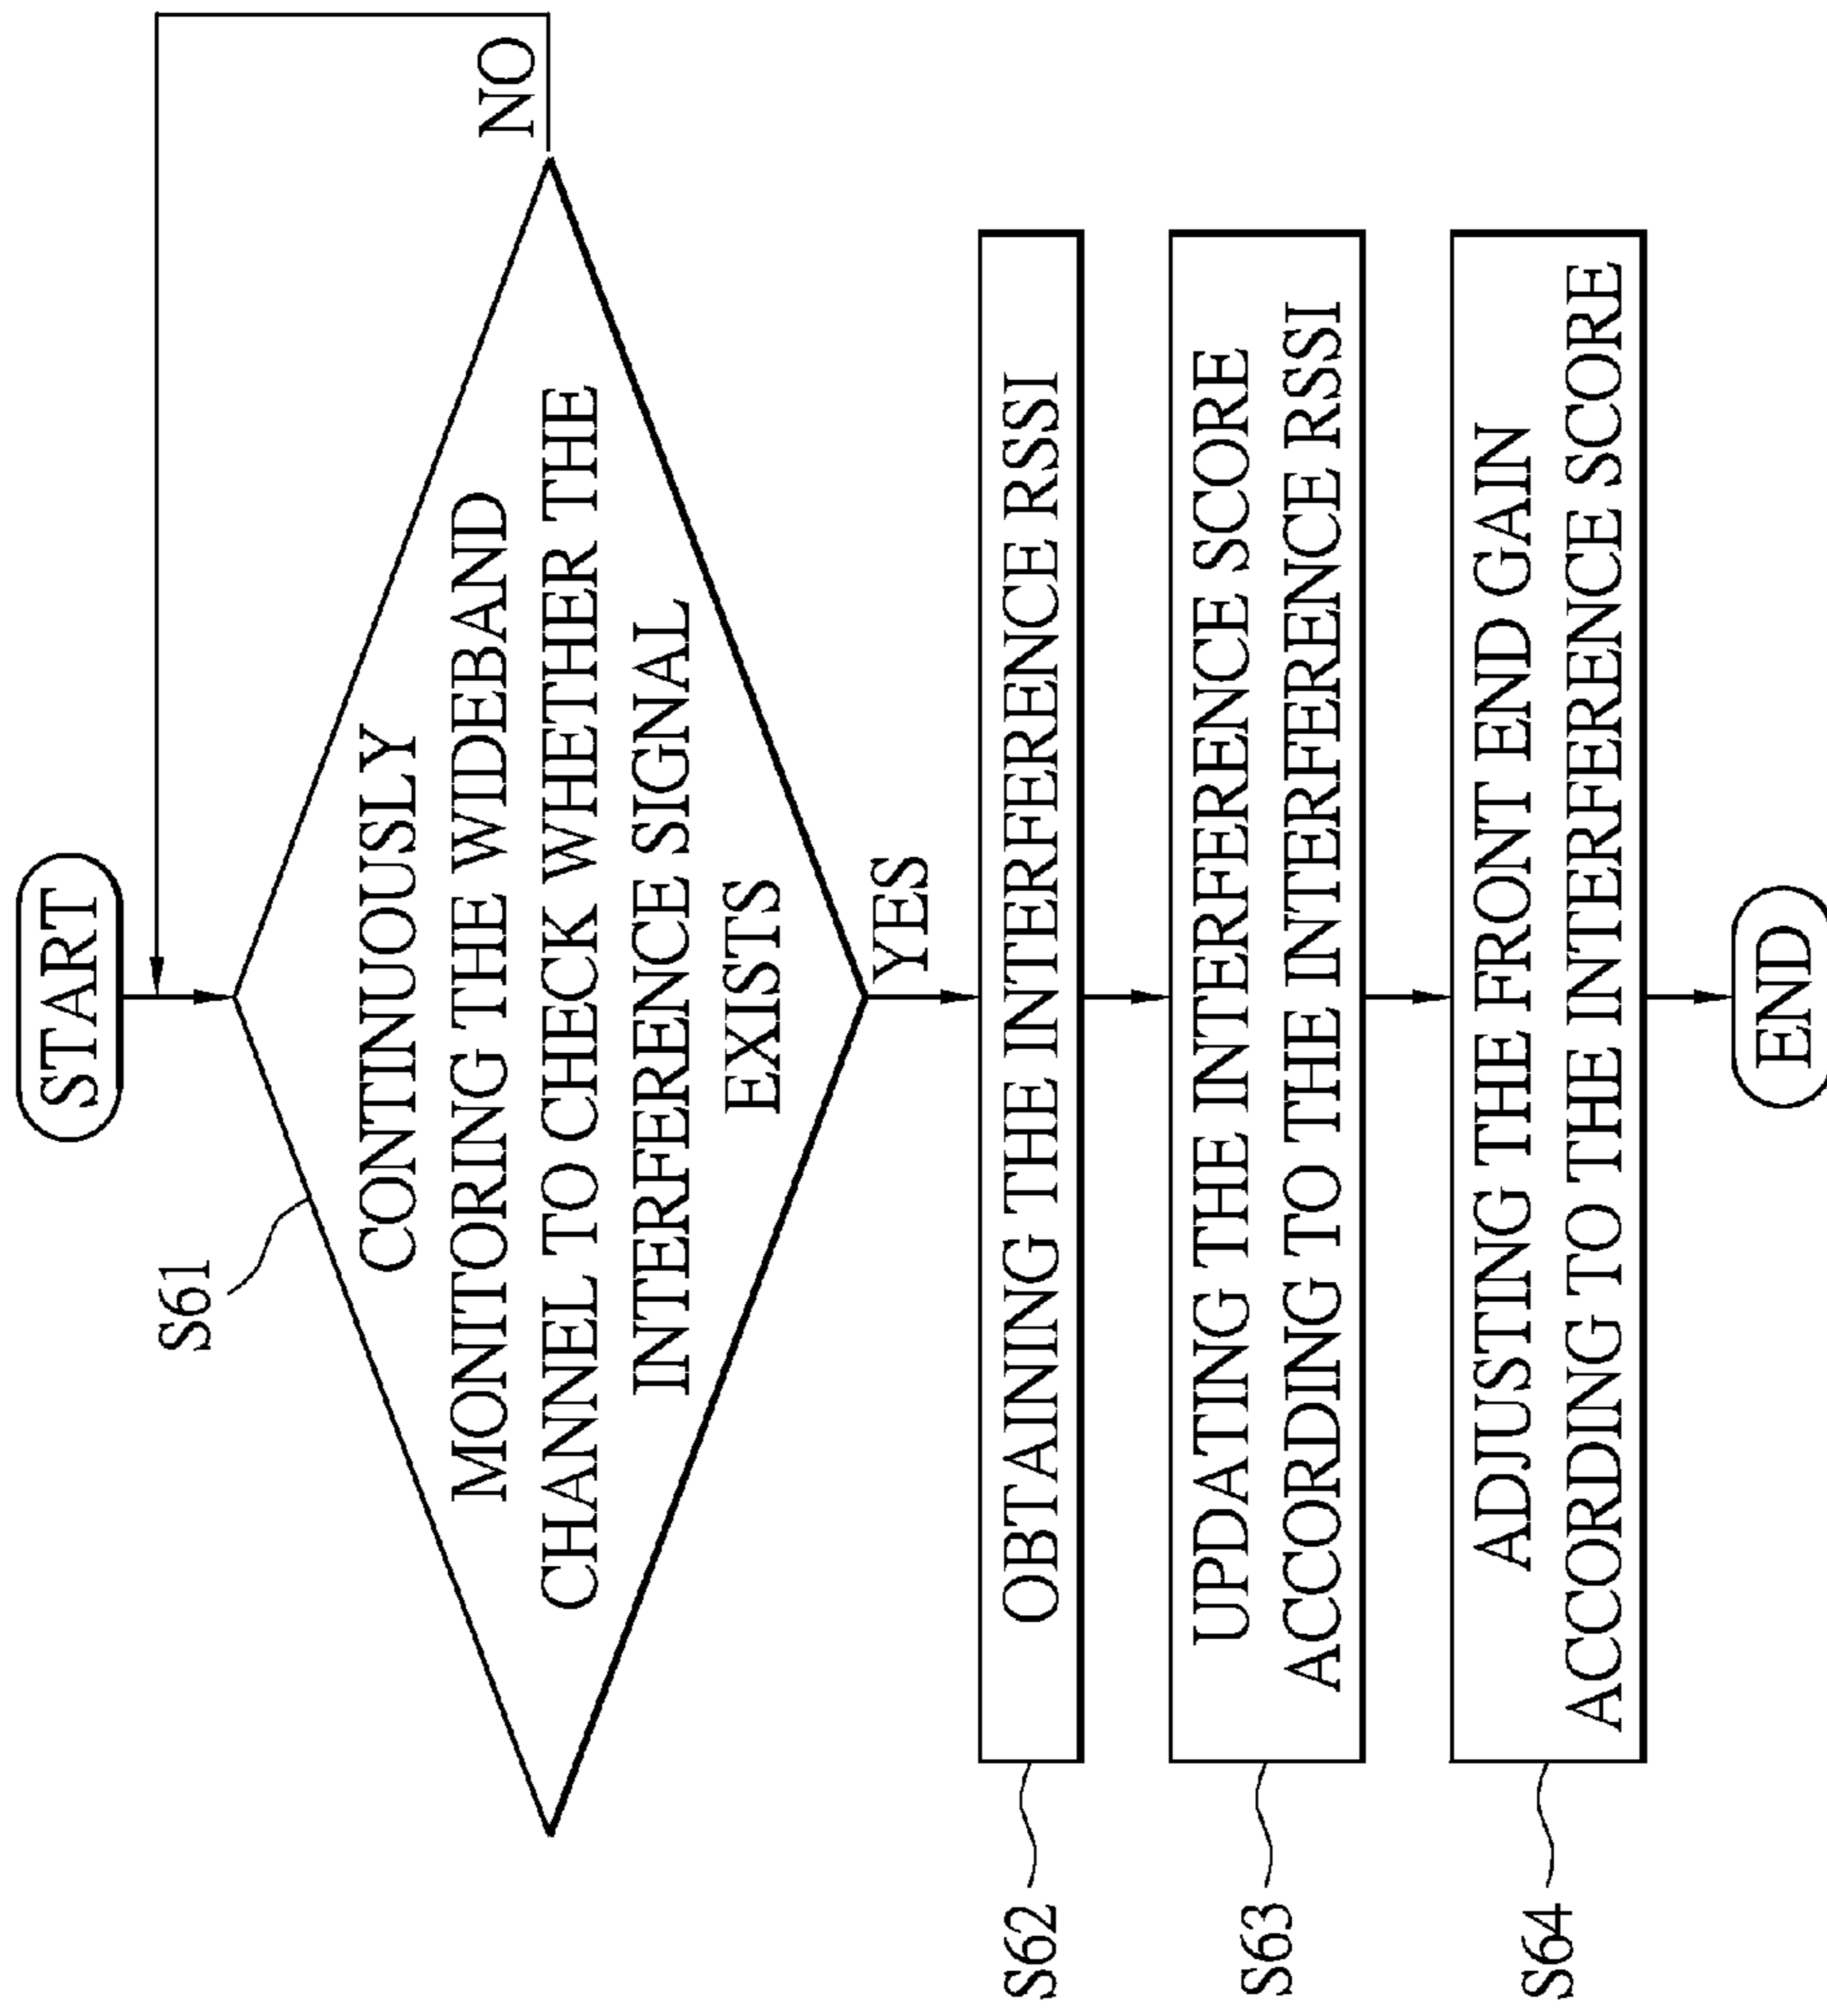 START
S61
CONTINUOUSLY
MONITORING THE WIDEBAND
CHANNEL TO CHECK WHETHER THE
INTERFERENCE SIGNAL
EXISTS
NO
YES
S62
OBTAINING THE INTERFERENCE RSSI
S63
UPDATING THE INTERFERENCE SCORE
ACCORDING TO THE INTERFERENCE RSSI
S64
ADJUSTING THE FRONT END GAIN
ACCORDING TO THE INTERFERENCE SCORE
END